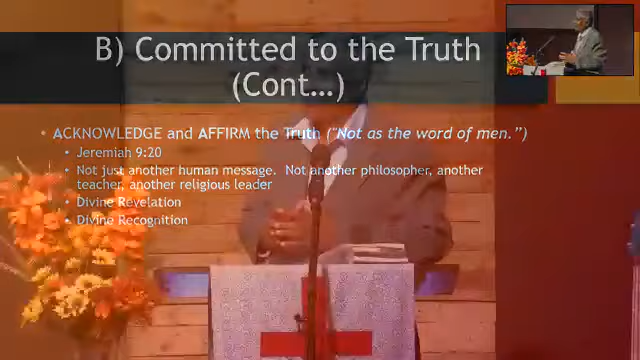 B) Committed to the Truth
(Cont…)
• ACKNOWLEDGE and AFFIRM the Truth ("Not as the word of men.”)
• Jeremiah 9:20
• Not just another human message. Not another philosopher, another
teacher, another religious leader
• Divine Revelation
• Divine Recognition